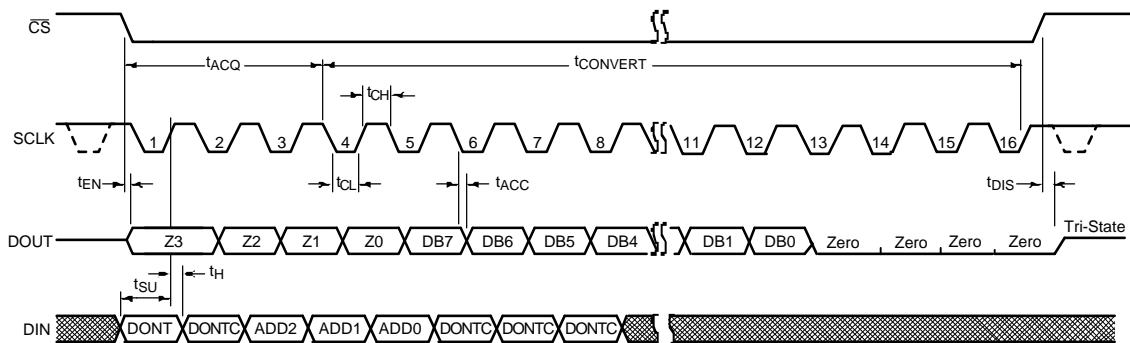 CS
tACQ tCONVERT
tCH
SCLK 1 2 3 4 5 6 7 8 11 12 13 14 15 16
tEN tCL tACC tDIS
DOUT Z3 Z2 Z1 Z0 DB7 DB6 DB5 DB4 DB1 DB0 Zero Zero Zero Zero Tri-State
tSU tH
DIN DONT DONTC ADD2 ADD1 ADD0 DONTC DONTC DONTC